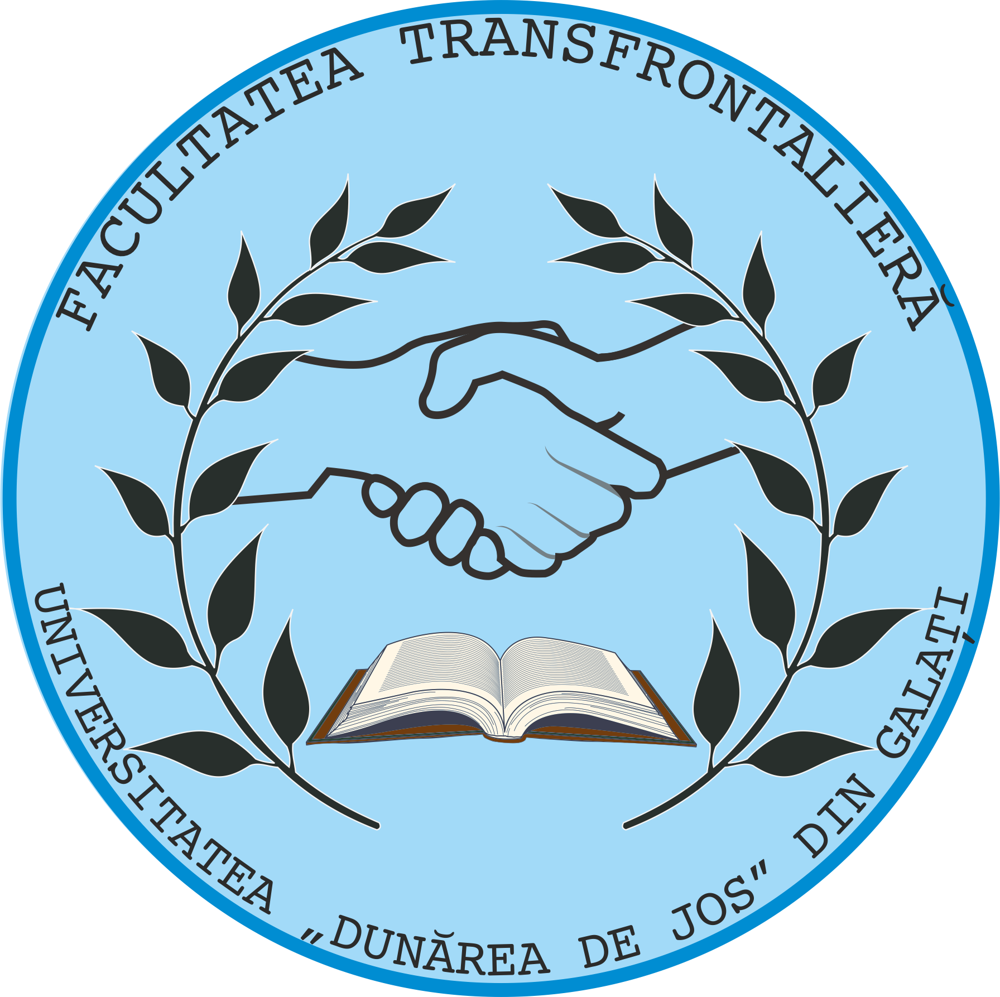 FACULTATEA TRANSFRONTALIERĂ
UNIVERSITATEA „DUNĂREA DE JOS” DIN GALAȚI